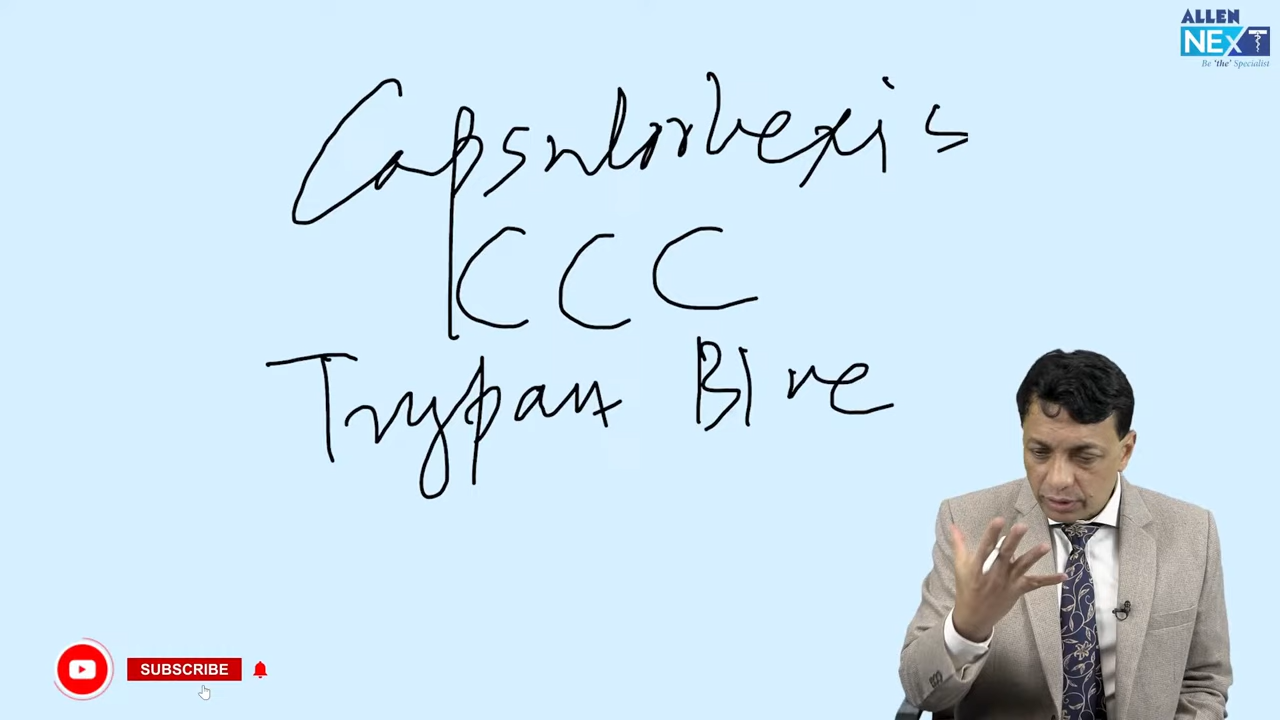 ALLEN
NEXT
Be 'the' Specialist
Capsulorhexis
CCC
Trypan Blue
SUBSCRIBE